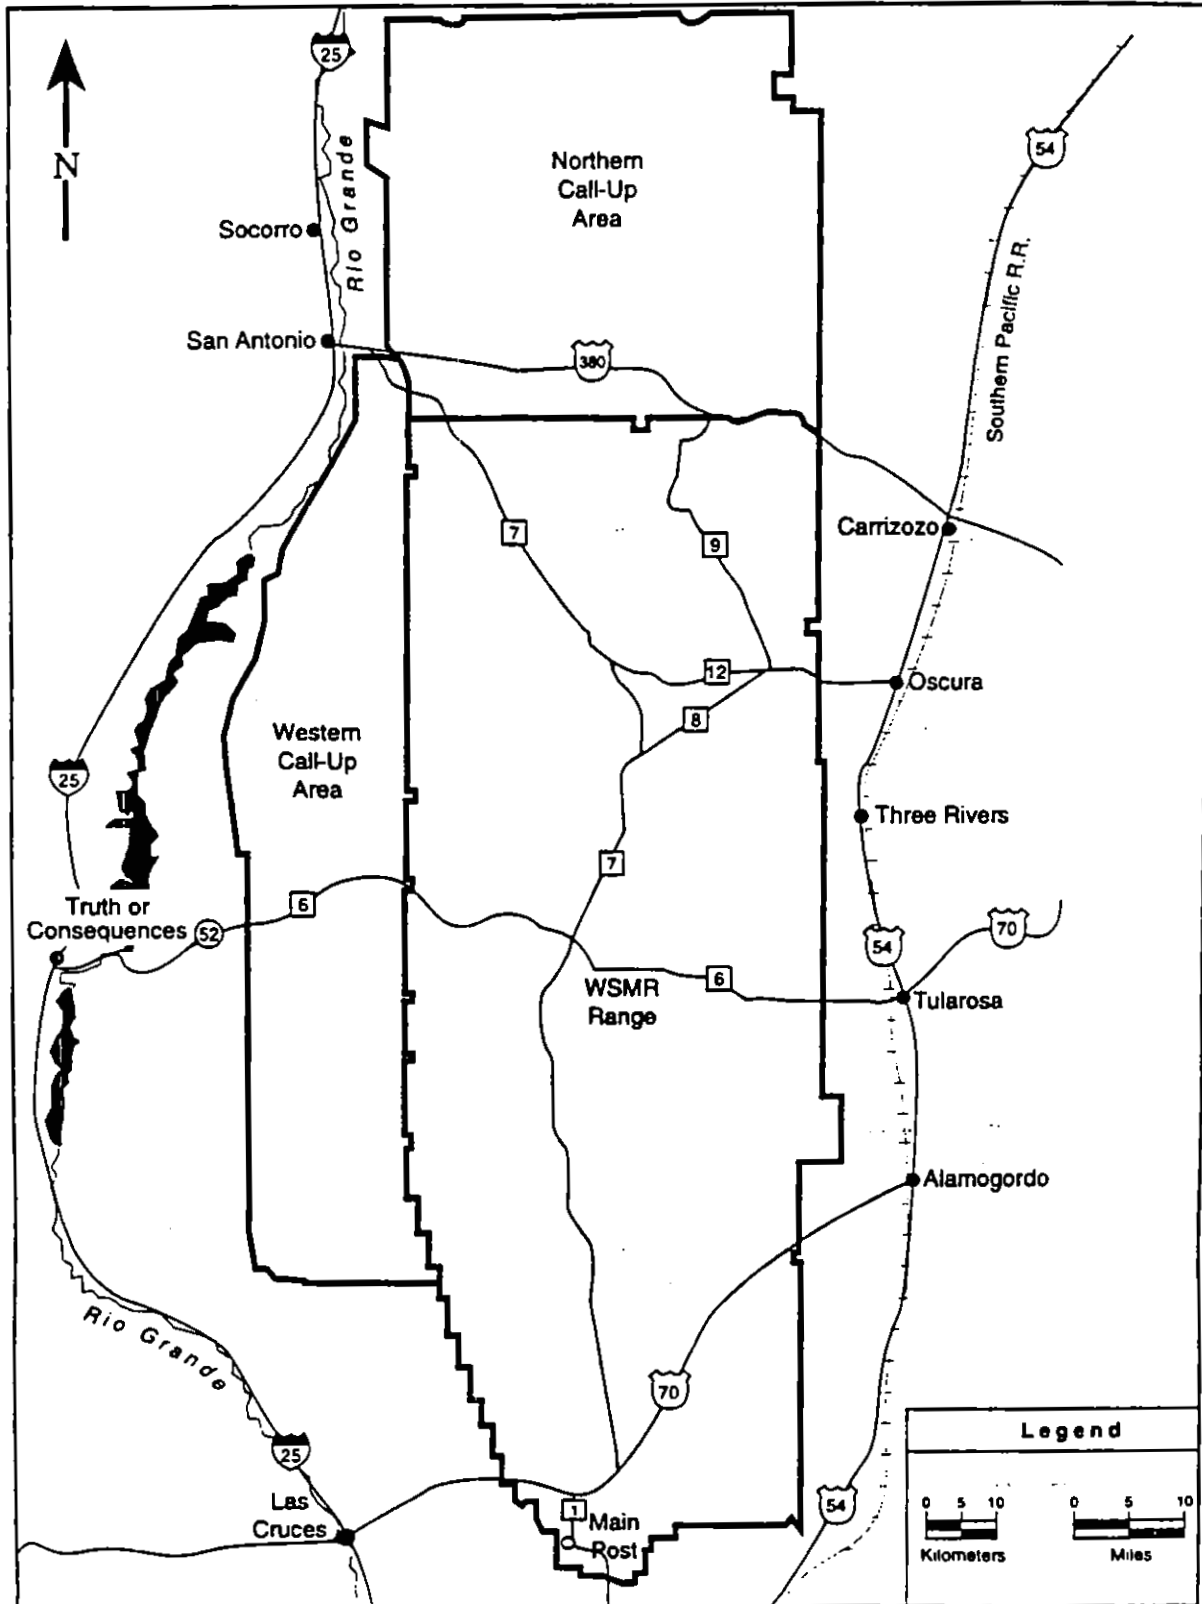 25
N
54
Rio Grande
Northern
Call-Up
Area
Socorro
Southern Pacific R.R.
San Antonio
380
7
9
Carrizozo
12
Oscura
8
Western
Call-Up
Area
25
Three Rivers
7
6
Truth or
Consequences
52
70
54
6
WSMR
Range
Tularosa
Alamogordo
Rio Grande
70
Legend
25
Las
Cruces
1
Main
Post
54
0 5 10
Kilometers
0 5 10
Miles